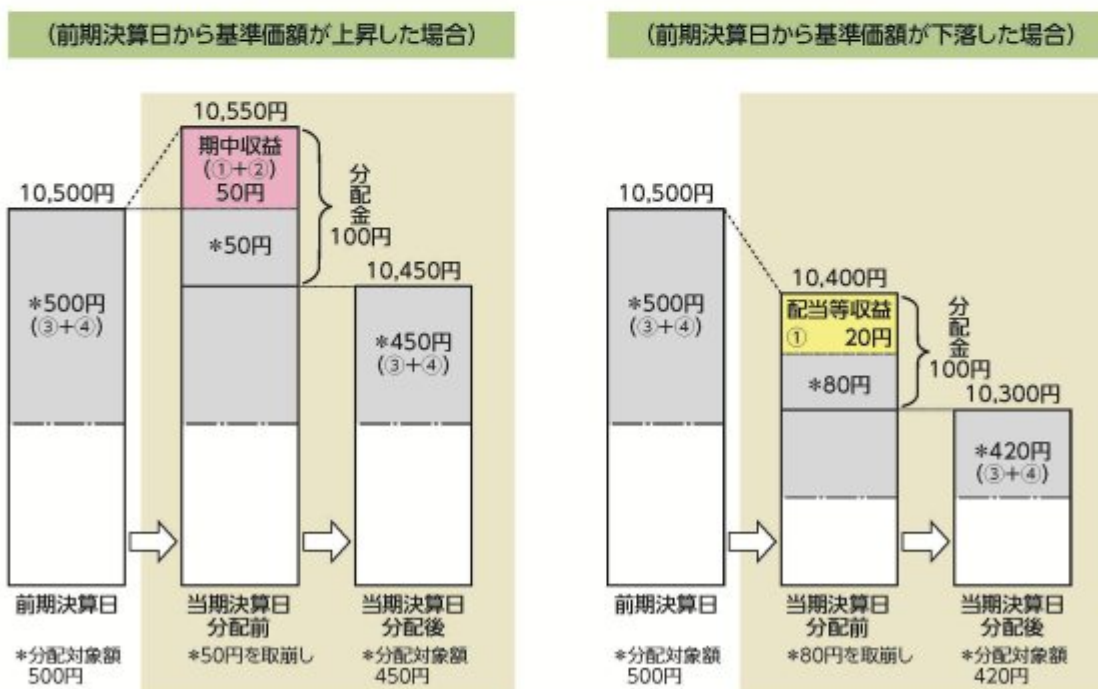 (前期決算日から基準価額が上昇した場合)
10,550円
期中収益
(①+②)
50円
10,500円
*50円
分配金
100円
10,450円
*500円
(③+④)
*450円
(③+④)
前期決算日
当期決算日
分配前
当期決算日
分配後
*分配対象額
500円
*50円を取崩し
*分配対象額
450円
(前期決算日から基準価額が下落した場合)
10,500円
10,400円
配当等収益
① 20円
*80円
分配金
100円
10,300円
*500円
(③+④)
*420円
(③+④)
前期決算日
当期決算日
分配前
当期決算日
分配後
*分配対象額
500円
*80円を取崩し
*分配対象額
420円